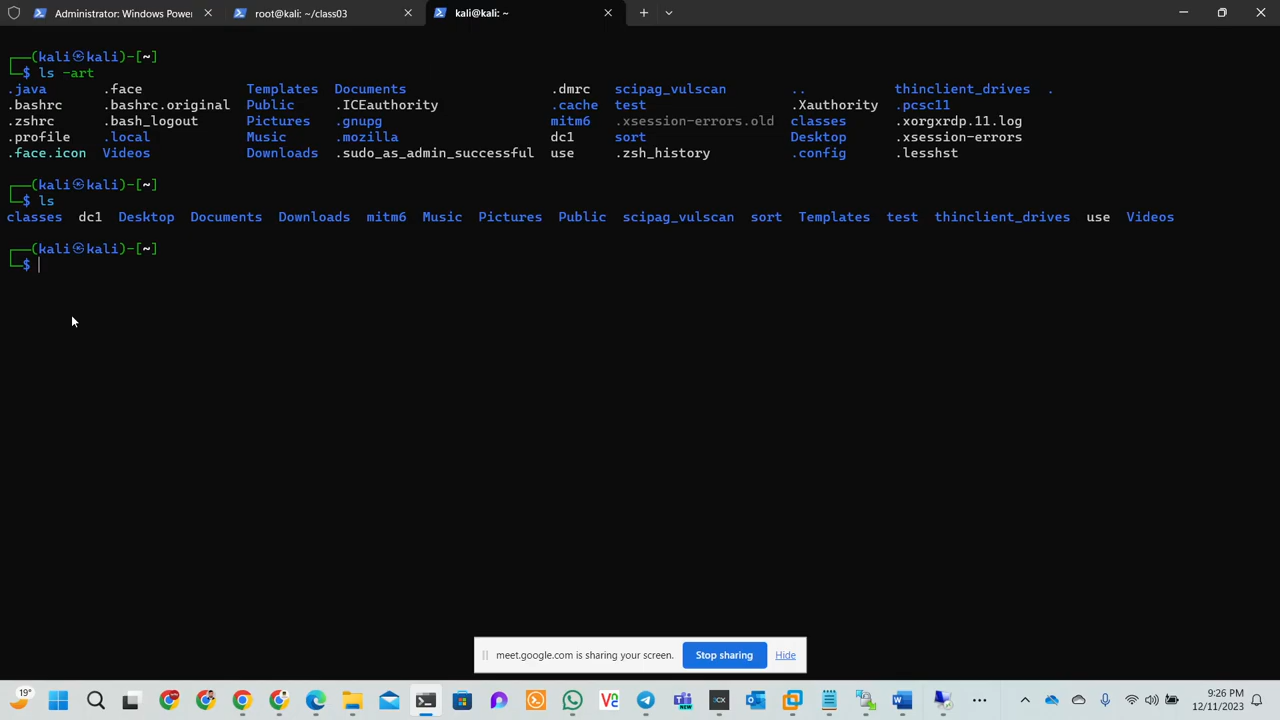 Administrator: Windows Power root@kali: ~/class03 kali@kali: ~
┌──(kali㉿kali)-[~]
└─$ ls -art
.java .face Templates Documents .dmrc scipag_vulscan .. thinclient_drives .
.bashrc .bashrc.original Public .ICEauthority .cache test .Xauthority .pcsc11
.zshrc .bash_logout Pictures .gnupg mitm6 .xsession-errors.old classes .xorgxrdp.11.log
.profile .local Music .mozilla dc1 sort Desktop .xsession-errors
.face.icon Videos Downloads .sudo_as_admin_successful use .zsh_history .config .lesshst
┌──(kali㉿kali)-[~]
└─$ ls
classes dc1 Desktop Documents Downloads mitm6 Music Pictures Public scipag_vulscan sort Templates test thinclient_drives use Videos
┌──(kali㉿kali)-[~]
└─$
meet.google.com is sharing your screen. Stop sharing Hide
19°
9:26 PM
12/11/2023